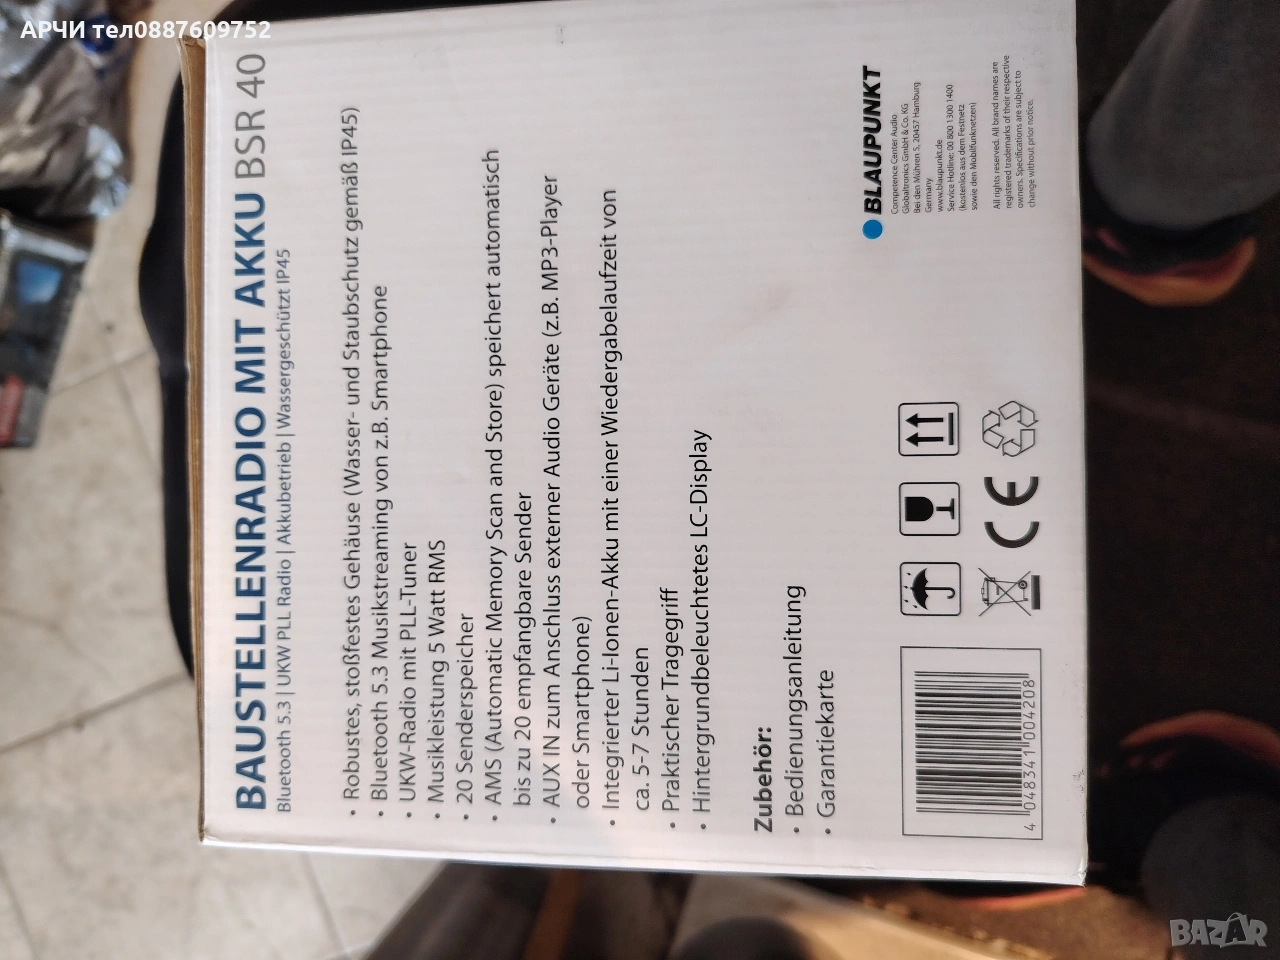 АРЧИ тел0887609752
BAUSTELLENRADIO MIT AKKU BSR 40
Bluetooth 5.3 | UKW PLL Radio | Akkubetrieb | Wassergeschützt IP45
• Robustes, stoßfestes Gehäuse (Wasser- und Staubschutz gemäß IP45)
• Bluetooth 5.3 Musikstreaming von z.B. Smartphone
• UKW-Radio mit PLL-Tuner
• Musikleistung 5 Watt RMS
• 20 Senderspeicher
• AMS (Automatic Memory Scan and Store) speichert automatisch
bis zu 20 empfangbare Sender
• AUX IN zum Anschluss externer Audio Geräte (z.B. MP3-Player
oder Smartphone)
• Integrierter Li-Ionen-Akku mit einer Wiedergabelaufzeit von
ca. 5-7 Stunden
• Praktischer Tragegriff
• Hintergrundbeleuchtetes LC-Display
Zubehör:
• Bedienungsanleitung
• Garantiekarte
4 048341 004208
CE
BLAUPUNKT
Competence Center Audio
Globaltronics GmbH & Co. KG
Bei den Mühren 5, 20457 Hamburg
Germany
www.blaupunkt.de
Service Hotline: 00 800 1300 1400
(kostenlos aus dem Festnetz
sowie den Mobilfunknetzen)
All rights reserved. All brand names are
registered trademarks of their respective
owners. Specifications are subject to
change without prior notice.
BAZAR